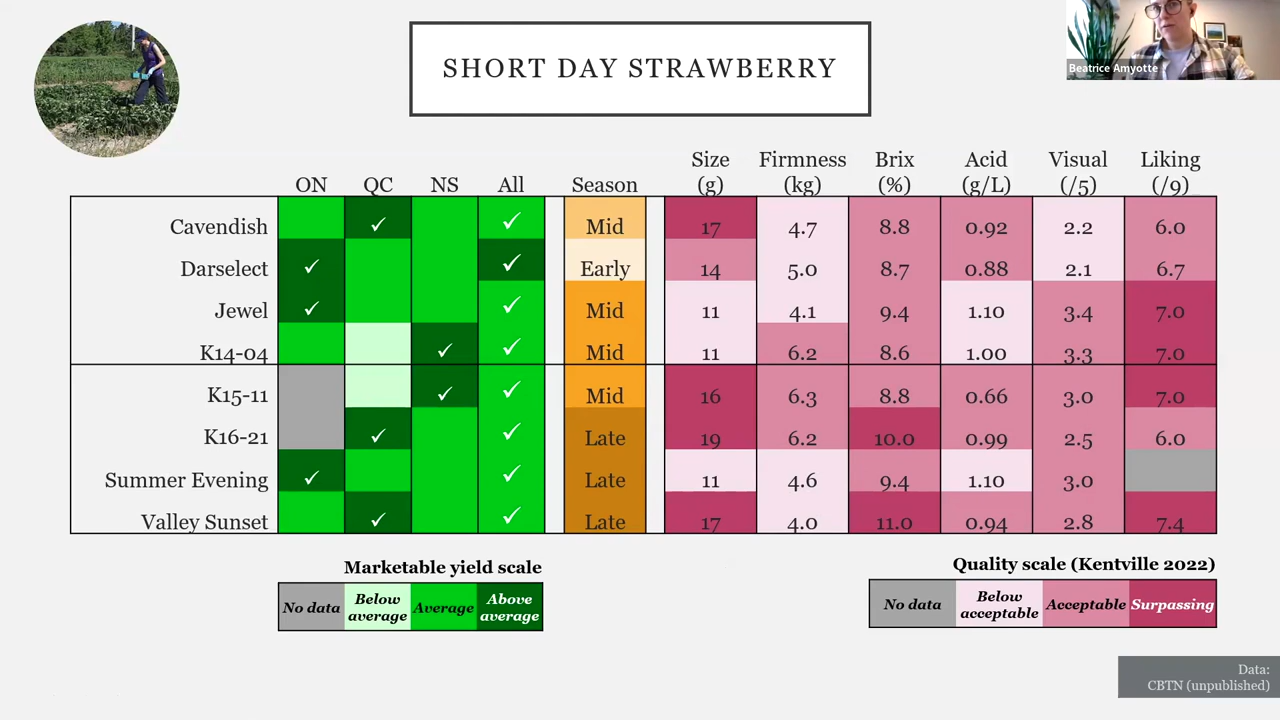 SHORT DAY STRAWBERRY
Beatrice Amyotte
ON QC NS All Season Size (g) Firmness (kg) Brix (%) Acid (g/L) Visual (/5) Liking (/9)
Cavendish ✓ ✓ Mid 17 4.7 8.8 0.92 2.2 6.0
Darselect ✓ ✓ Early 14 5.0 8.7 0.88 2.1 6.7
Jewel ✓ ✓ Mid 11 4.1 9.4 1.10 3.4 7.0
K14-04 ✓ ✓ Mid 11 6.2 8.6 1.00 3.3 7.0
K15-11 ✓ ✓ Mid 16 6.3 8.8 0.66 3.0 7.0
K16-21 ✓ ✓ Late 19 6.2 10.0 0.99 2.5 6.0
Summer Evening ✓ ✓ Late 11 4.6 9.4 1.10 3.0
Valley Sunset ✓ ✓ Late 17 4.0 11.0 0.94 2.8 7.4
Marketable yield scale
No data Below average Average Above average
Quality scale (Kentville 2022)
No data Below acceptable Acceptable Surpassing
Data:
CBTN (unpublished)